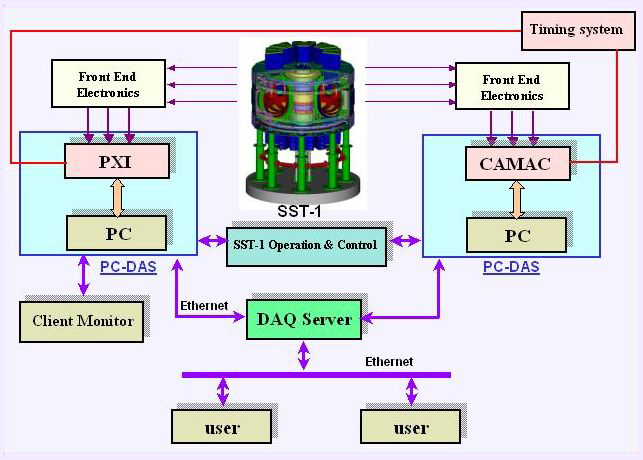 Timing system
Front End
Electronics
Front End
Electronics
PXI
CAMAC
SST-1
PC
PC
SST-1 Operation & Control
PC-DAS
PC-DAS
Ethernet
Client Monitor
DAQ Server
Ethernet
user
user